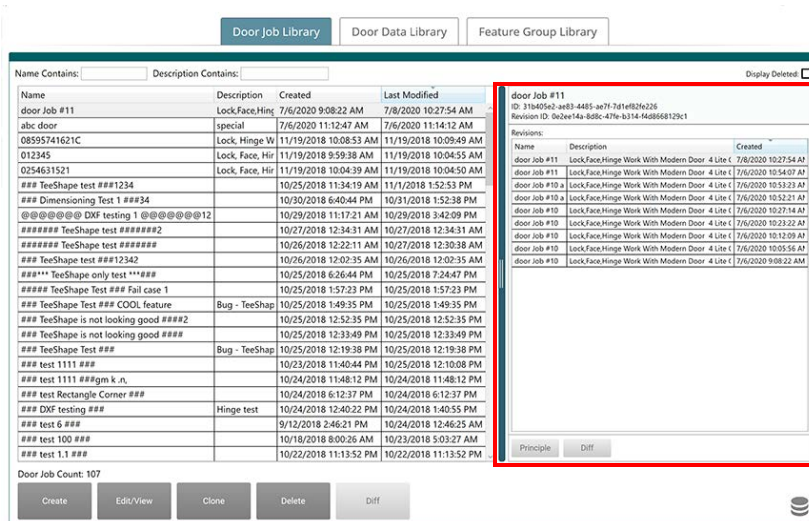 Door Job Library Door Data Library Feature Group Library
Name Contains: Description Contains: Display Deleted:
Name Description Created Last Modified
door Job #11 Lock,Face,Hing 7/6/2020 9:08:22 AM 7/8/2020 10:27:54 AM
abc door special 7/6/2020 11:12:47 AM 7/6/2020 11:14:12 AM
08595741621C Lock, Hinge W 11/19/2018 10:08:53 AM 11/19/2018 10:09:49 AM
012345 Lock, Face, Hir 11/19/2018 9:59:38 AM 11/19/2018 10:04:55 AM
0254631521 Lock, Face, Hir 11/19/2018 10:04:39 AM 11/19/2018 10:04:50 AM
### TeeShape test ###1234 10/25/2018 11:34:19 AM 11/1/2018 1:52:53 PM
### Dimensioning Test 1 ###34 10/30/2018 6:40:44 PM 10/31/2018 1:52:38 PM
@@@@@@@ DXF testing 1 @@@@@@@12 10/29/2018 11:17:21 AM 10/29/2018 3:42:09 PM
####### TeeShape test #######2 10/27/2018 12:34:31 AM 10/27/2018 12:34:31 AM
####### TeeShape test ####### 10/26/2018 12:22:11 AM 10/27/2018 12:30:38 AM
### TeeShape test ###12342 10/26/2018 12:02:35 AM 10/26/2018 12:02:35 AM
###*** TeeShape only test ***### 10/25/2018 6:26:44 PM 10/25/2018 7:24:47 PM
##### TeeShape Test ### Fail case 1 10/25/2018 1:57:23 PM 10/25/2018 1:57:23 PM
### TeeShape Test ### COOL feature Bug - TeeShap 10/25/2018 1:49:35 PM 10/25/2018 1:49:35 PM
### TeeShape is not looking good ####2 10/25/2018 12:52:35 PM 10/25/2018 12:52:35 PM
### TeeShape is not looking good #### 10/25/2018 12:33:49 PM 10/25/2018 12:33:49 PM
### TeeShape Test ### Bug - TeeShap 10/25/2018 12:19:38 PM 10/25/2018 12:19:38 PM
### test 1111 ### 10/23/2018 11:40:44 PM 10/25/2018 12:10:08 PM
### test 1111 ###gm k .n, 10/24/2018 11:48:12 PM 10/24/2018 11:48:12 PM
### test Rectangle Corner ### 10/24/2018 6:12:37 PM 10/24/2018 6:12:37 PM
### DXF testing ### Hinge test 10/24/2018 12:40:22 PM 10/24/2018 1:40:55 PM
### test 6 ### 9/12/2018 2:46:21 PM 10/24/2018 12:46:25 AM
### test 100 ### 10/18/2018 8:00:26 AM 10/23/2018 5:03:27 AM
### test 1.1 ### 10/22/2018 11:13:52 PM 10/22/2018 11:13:52 PM
Door Job Count: 107
Create Edit/View Clone Delete Diff
door Job #11
ID: 31b405e2-ae83-4485-ae7f-7d1ef82fe226
Revision ID: 0e2ee14a-8d8c-47fe-b314-f4d8668129c1
Revisions:
Name Description Created
door Job #11 Lock,Face,Hinge Work With Modern Door 4 Lite ( 7/8/2020 10:27:54 AM
door Job #11 Lock,Face,Hinge Work With Modern Door 4 Lite ( 7/6/2020 10:54:07 AM
door Job #10 a Lock,Face,Hinge Work With Modern Door 4 Lite ( 7/6/2020 10:53:23 AM
door Job #10 a Lock,Face,Hinge Work With Modern Door 4 Lite ( 7/6/2020 10:52:21 AM
door Job #10 Lock,Face,Hinge Work With Modern Door 4 Lite ( 7/6/2020 10:27:14 AM
door Job #10 Lock,Face,Hinge Work With Modern Door 4 Lite ( 7/6/2020 10:23:22 AM
door Job #10 Lock,Face,Hinge Work With Modern Door 4 Lite ( 7/6/2020 10:12:09 AM
door Job #10 Lock,Face,Hinge Work With Modern Door 4 Lite ( 7/6/2020 10:05:56 AM
door Job #10 Lock,Face,Hinge Work With Modern Door 4 Lite ( 7/6/2020 9:08:22 AM
Principle Diff